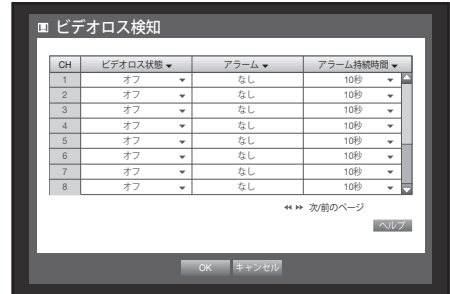 ビデオロス検知
CH ビデオロス状態 アラーム アラーム持続時間
1 オフ なし 10秒
2 オフ なし 10秒
3 オフ なし 10秒
4 オフ なし 10秒
5 オフ なし 10秒
6 オフ なし 10秒
7 オフ なし 10秒
8 オフ なし 10秒
次/前のページ
ヘルプ
OK キャンセル